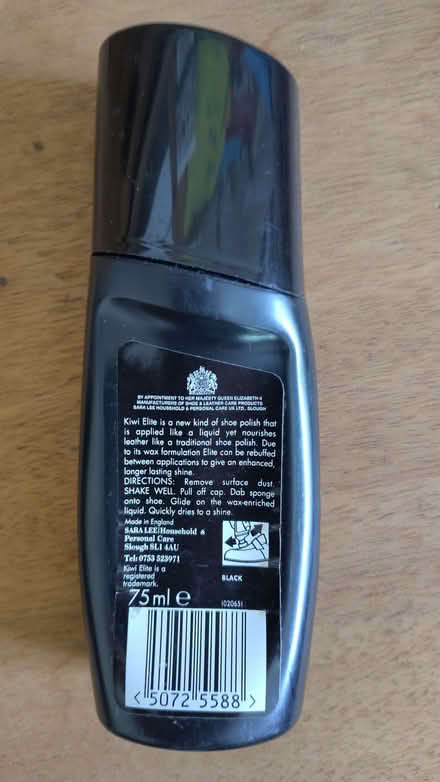 BY APPOINTMENT TO HER MAJESTY QUEEN ELIZABETH II
MANUFACTURERS OF SHOE & LEATHER CARE PRODUCTS
SARA LEE HOUSEHOLD & PERSONAL CARE UK LTD., SLOUGH
Kiwi Elite is a new kind of shoe polish that
is applied like a liquid yet nourishes
leather like a traditional shoe polish. Due
to its wax formulation Elite can be rebuffed
between applications to give an enhanced,
longer lasting shine.
DIRECTIONS: Remove surface dust.
SHAKE WELL. Pull off cap. Dab sponge
onto shoe. Glide on the wax-enriched
liquid. Quickly dries to a shine.
Made in England
SARA LEE/Household &
Personal Care
Slough SL1 4AU
Tel: 0753 523971
Kiwi Elite is a
registered
trademark.
BLACK
75ml e
1020651
< 5072 5588 >